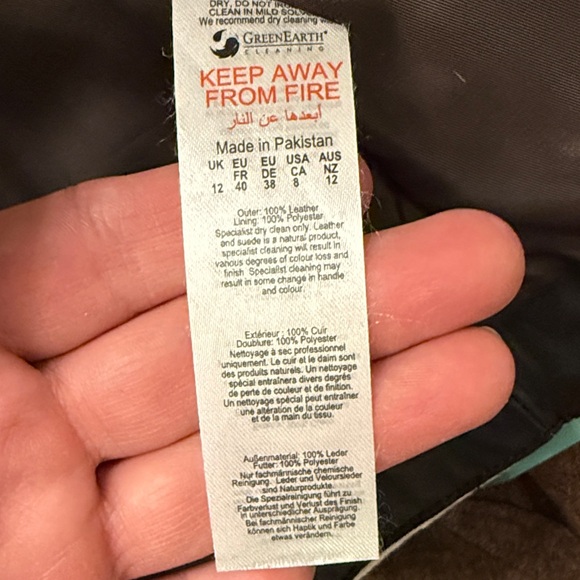 DRY, DO NOT IR
CLEAN IN MILD SOLV
We recommend dry cleaning
GREENEARTH®
CLEANING
KEEP AWAY
FROM FIRE
أبعدها عن النار
Made in Pakistan
UK EU EU USA AUS
FR DE CA NZ
12 40 38 8 12
Outer: 100% Leather
Lining: 100% Polyester
Specialist dry clean only. Leather
and suede is a natural product,
specialist cleaning will result in
various degrees of colour loss and
finish Specilist cleaning may
result in some change in handle
and colour.
Extérieur : 100% Cuir
Doublure: 100% Polyester
Nettoyage à sec professionnel
uniquement. Le cuir et le daim sont
des produits naturels. Un nettoyage
spécial entraînera divers degrés
de perte de couleur et de finition.
Un nettoyage spécial peut entraîner
une altération de la couleur
et de la main du tissu.
Außenmaterial: 100% Leder
Futter: 100% Polyester
Nur fachmännische chemische
Reinigung. Leder und Veloursleder
sind Naturprodukte.
Die Spezialreinigung führt zu
Farbverlust und Verlust des Finish
in unterschiedlicher Ausprägung.
Bei fachmännischer Reinigung
können sich Haptik und Farbe
etwas verändern.